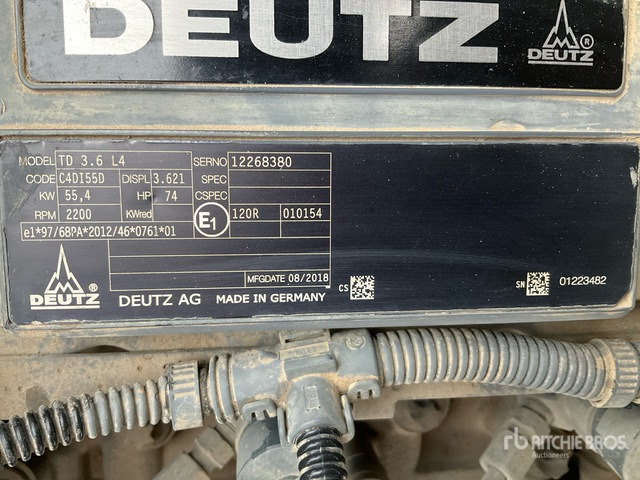 DEUTZ
DEUTZ ®
MODEL TD 3.6 L4 SERNO 12268380
CODE C4DI55D DISPL 3.621 SPEC
KW 55,4 HP 74 CSPEC
RPM 2200 KWred E1 120R 010154
e1*97/68PA*2012/46*0761*01
MFGDATE 08/2018
DEUTZ ® DEUTZ AG MADE IN GERMANY
CS SN 01223482
rb RITCHIE BROS.
Auctioneers